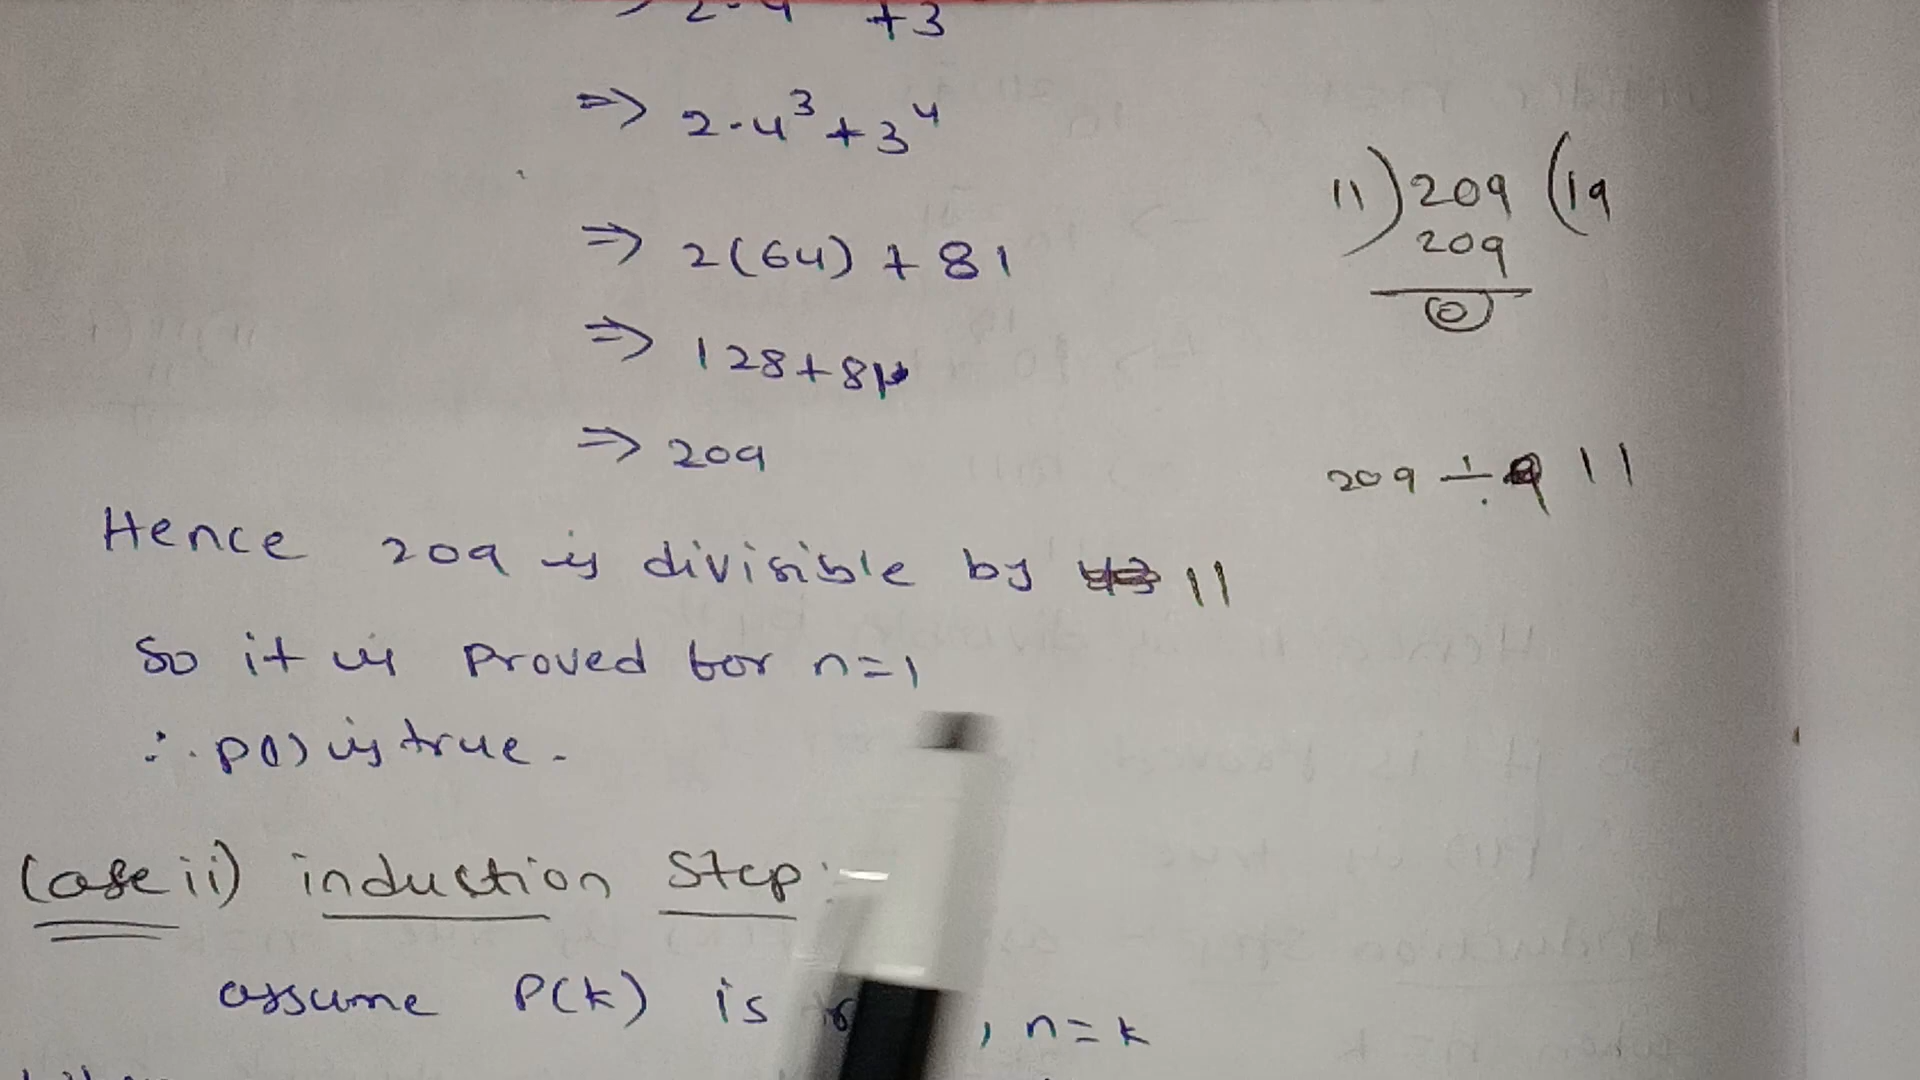 2.4 +3
=> 2.4³+3⁴
=> 2(64) + 81
=> 128+81
=> 209
Hence 209 is divisible by 11
So it is proved for n=1
∴ P(1) is true.
(case ii) induction Step:-
assume P(k) is , n=k
11)209(19
209
0
209 ÷ 11